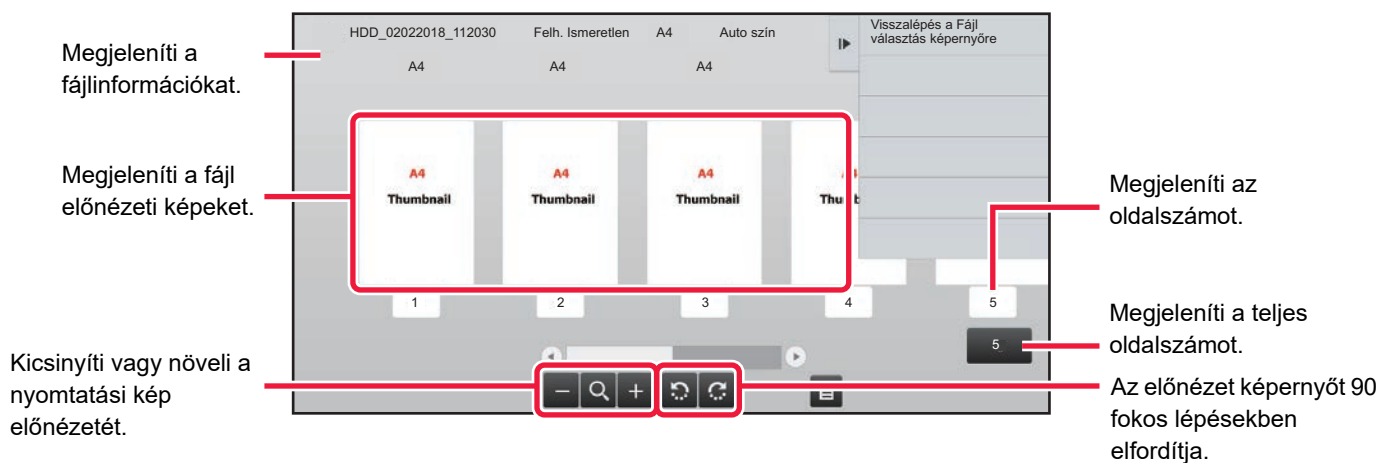 HDD_02022018_112030 Felh. Ismeretlen A4 Auto szín
A4 A4 A4
Visszalépés a Fájl
választás képernyőre
Megjeleníti a
fájlinformációkat.
Megjeleníti a fájl
előnézeti képeket.
A4
Thumbnail
A4
Thumbnail
A4
Thumbnail
1 2 3 4 5
5
Megjeleníti az
oldalszámot.
Megjeleníti a teljes
oldalszámot.
Kicsinyíti vagy növeli a
nyomtatási kép
előnézetét.
Az előnézet képernyőt 90
fokos lépésekben
elfordítja.